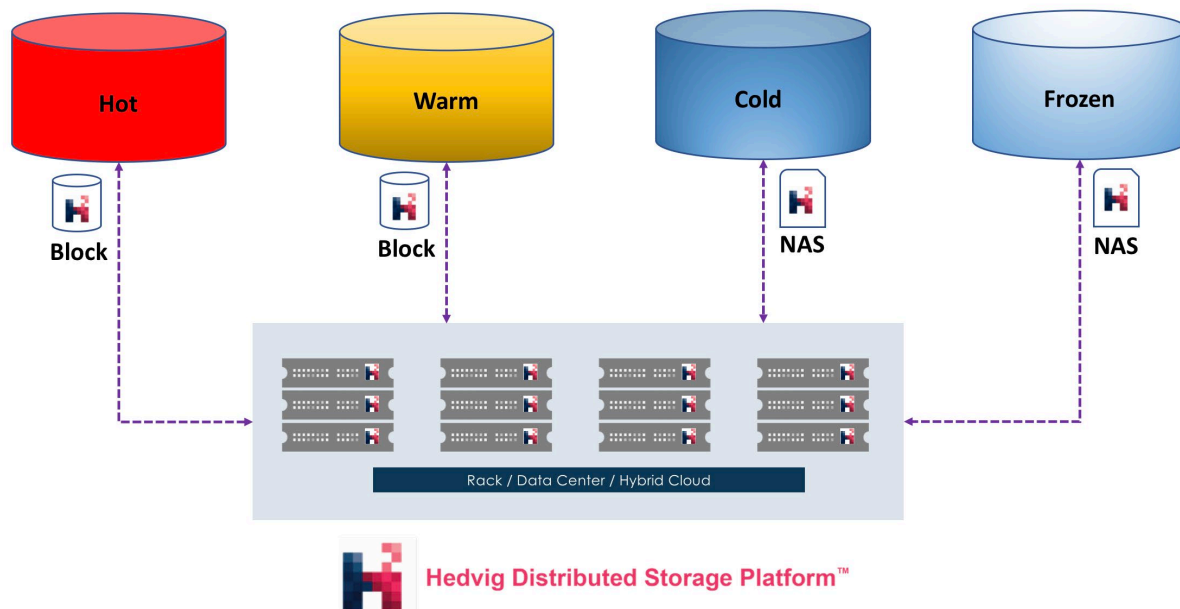 Hot
Warm
Cold
Frozen
Block
Block
NAS
NAS
Rack / Data Center / Hybrid Cloud
Hedvig Distributed Storage Platform™